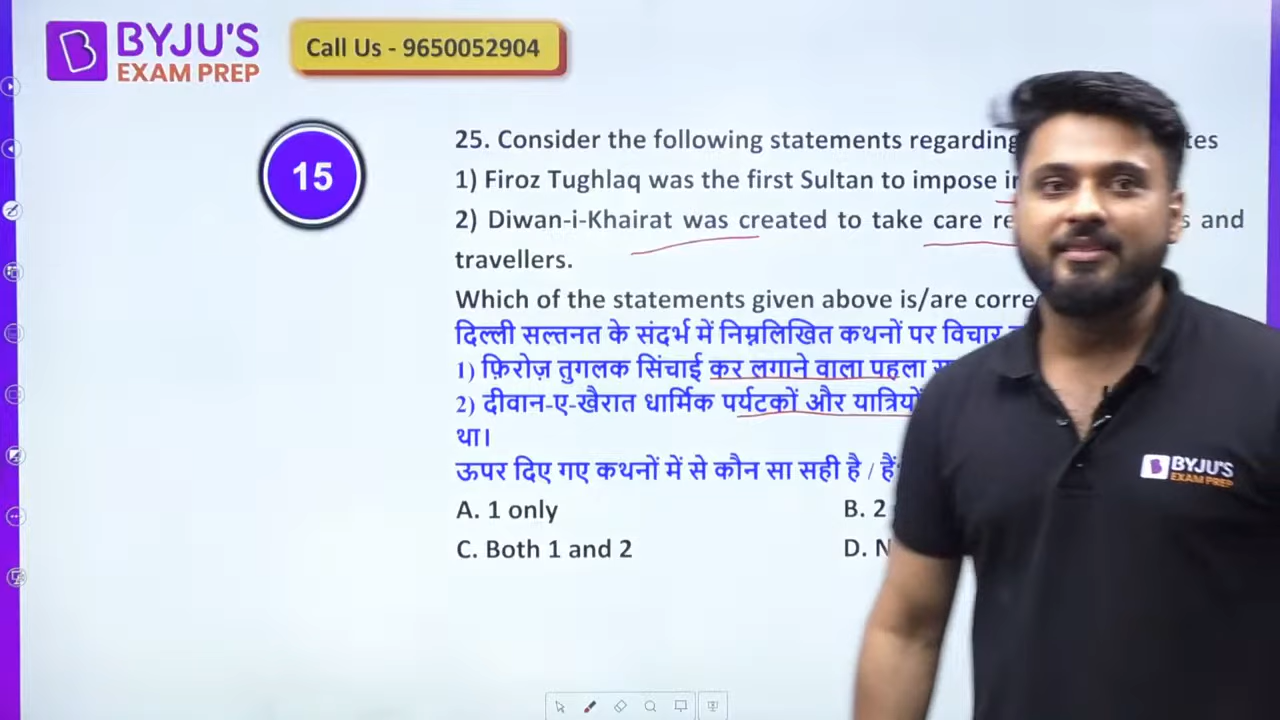 BYJU'S
EXAM PREP
Call Us - 9650052904
15
25. Consider the following statements regarding
1) Firoz Tughlaq was the first Sultan to impose
2) Diwan-i-Khairat was created to take care and
travellers.
Which of the statements given above is/are
दिल्ली सल्तनत के संदर्भ में निम्नलिखित कथनों पर विचार
1) फ़िरोज़ तुगलक सिंचाई कर लगाने वाला पहला
2) दीवान-ए-खैरात धार्मिक पर्यटकों और यात्रियों
था।
ऊपर दिए गए कथनों में से कौन सा सही है / हैं
A. 1 only
B. 2
C. Both 1 and 2
D.
BYJU'S
EXAM PREP